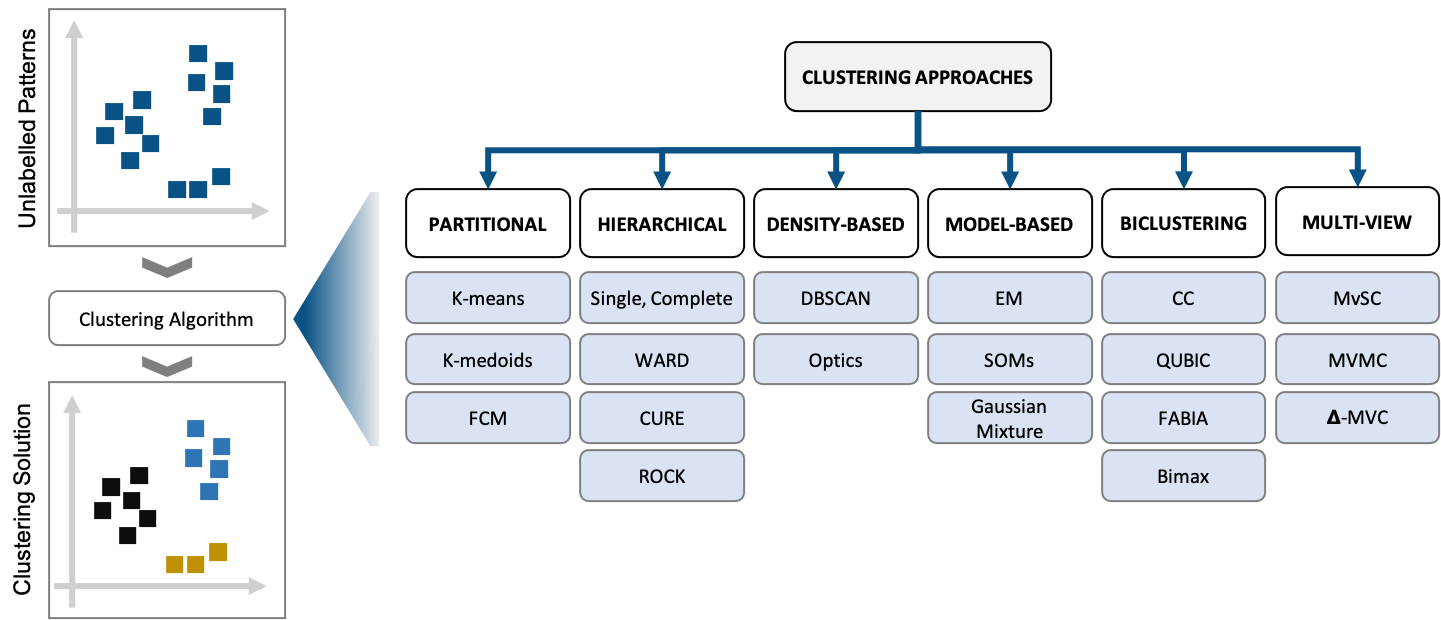 Unlabelled Patterns
Clustering Algorithm
Clustering Solution
CLUSTERING APPROACHES
PARTITIONAL
K-means
K-medoids
FCM
HIERARCHICAL
Single, Complete
WARD
CURE
ROCK
DENSITY-BASED
DBSCAN
Optics
MODEL-BASED
EM
SOMs
Gaussian
Mixture
BICLUSTERING
CC
QUBIC
FABIA
Bimax
MULTI-VIEW
MvSC
MVMC
Δ-MVC